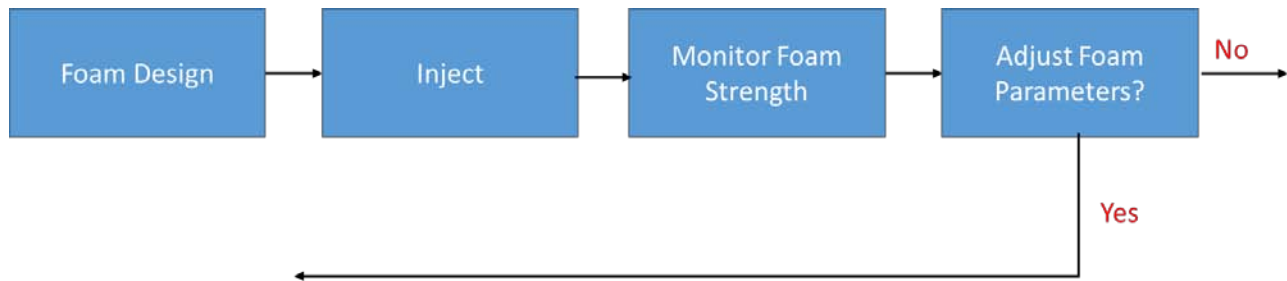 Foam Design
Inject
Monitor Foam
Strength
Adjust Foam
Parameters?
No
Yes